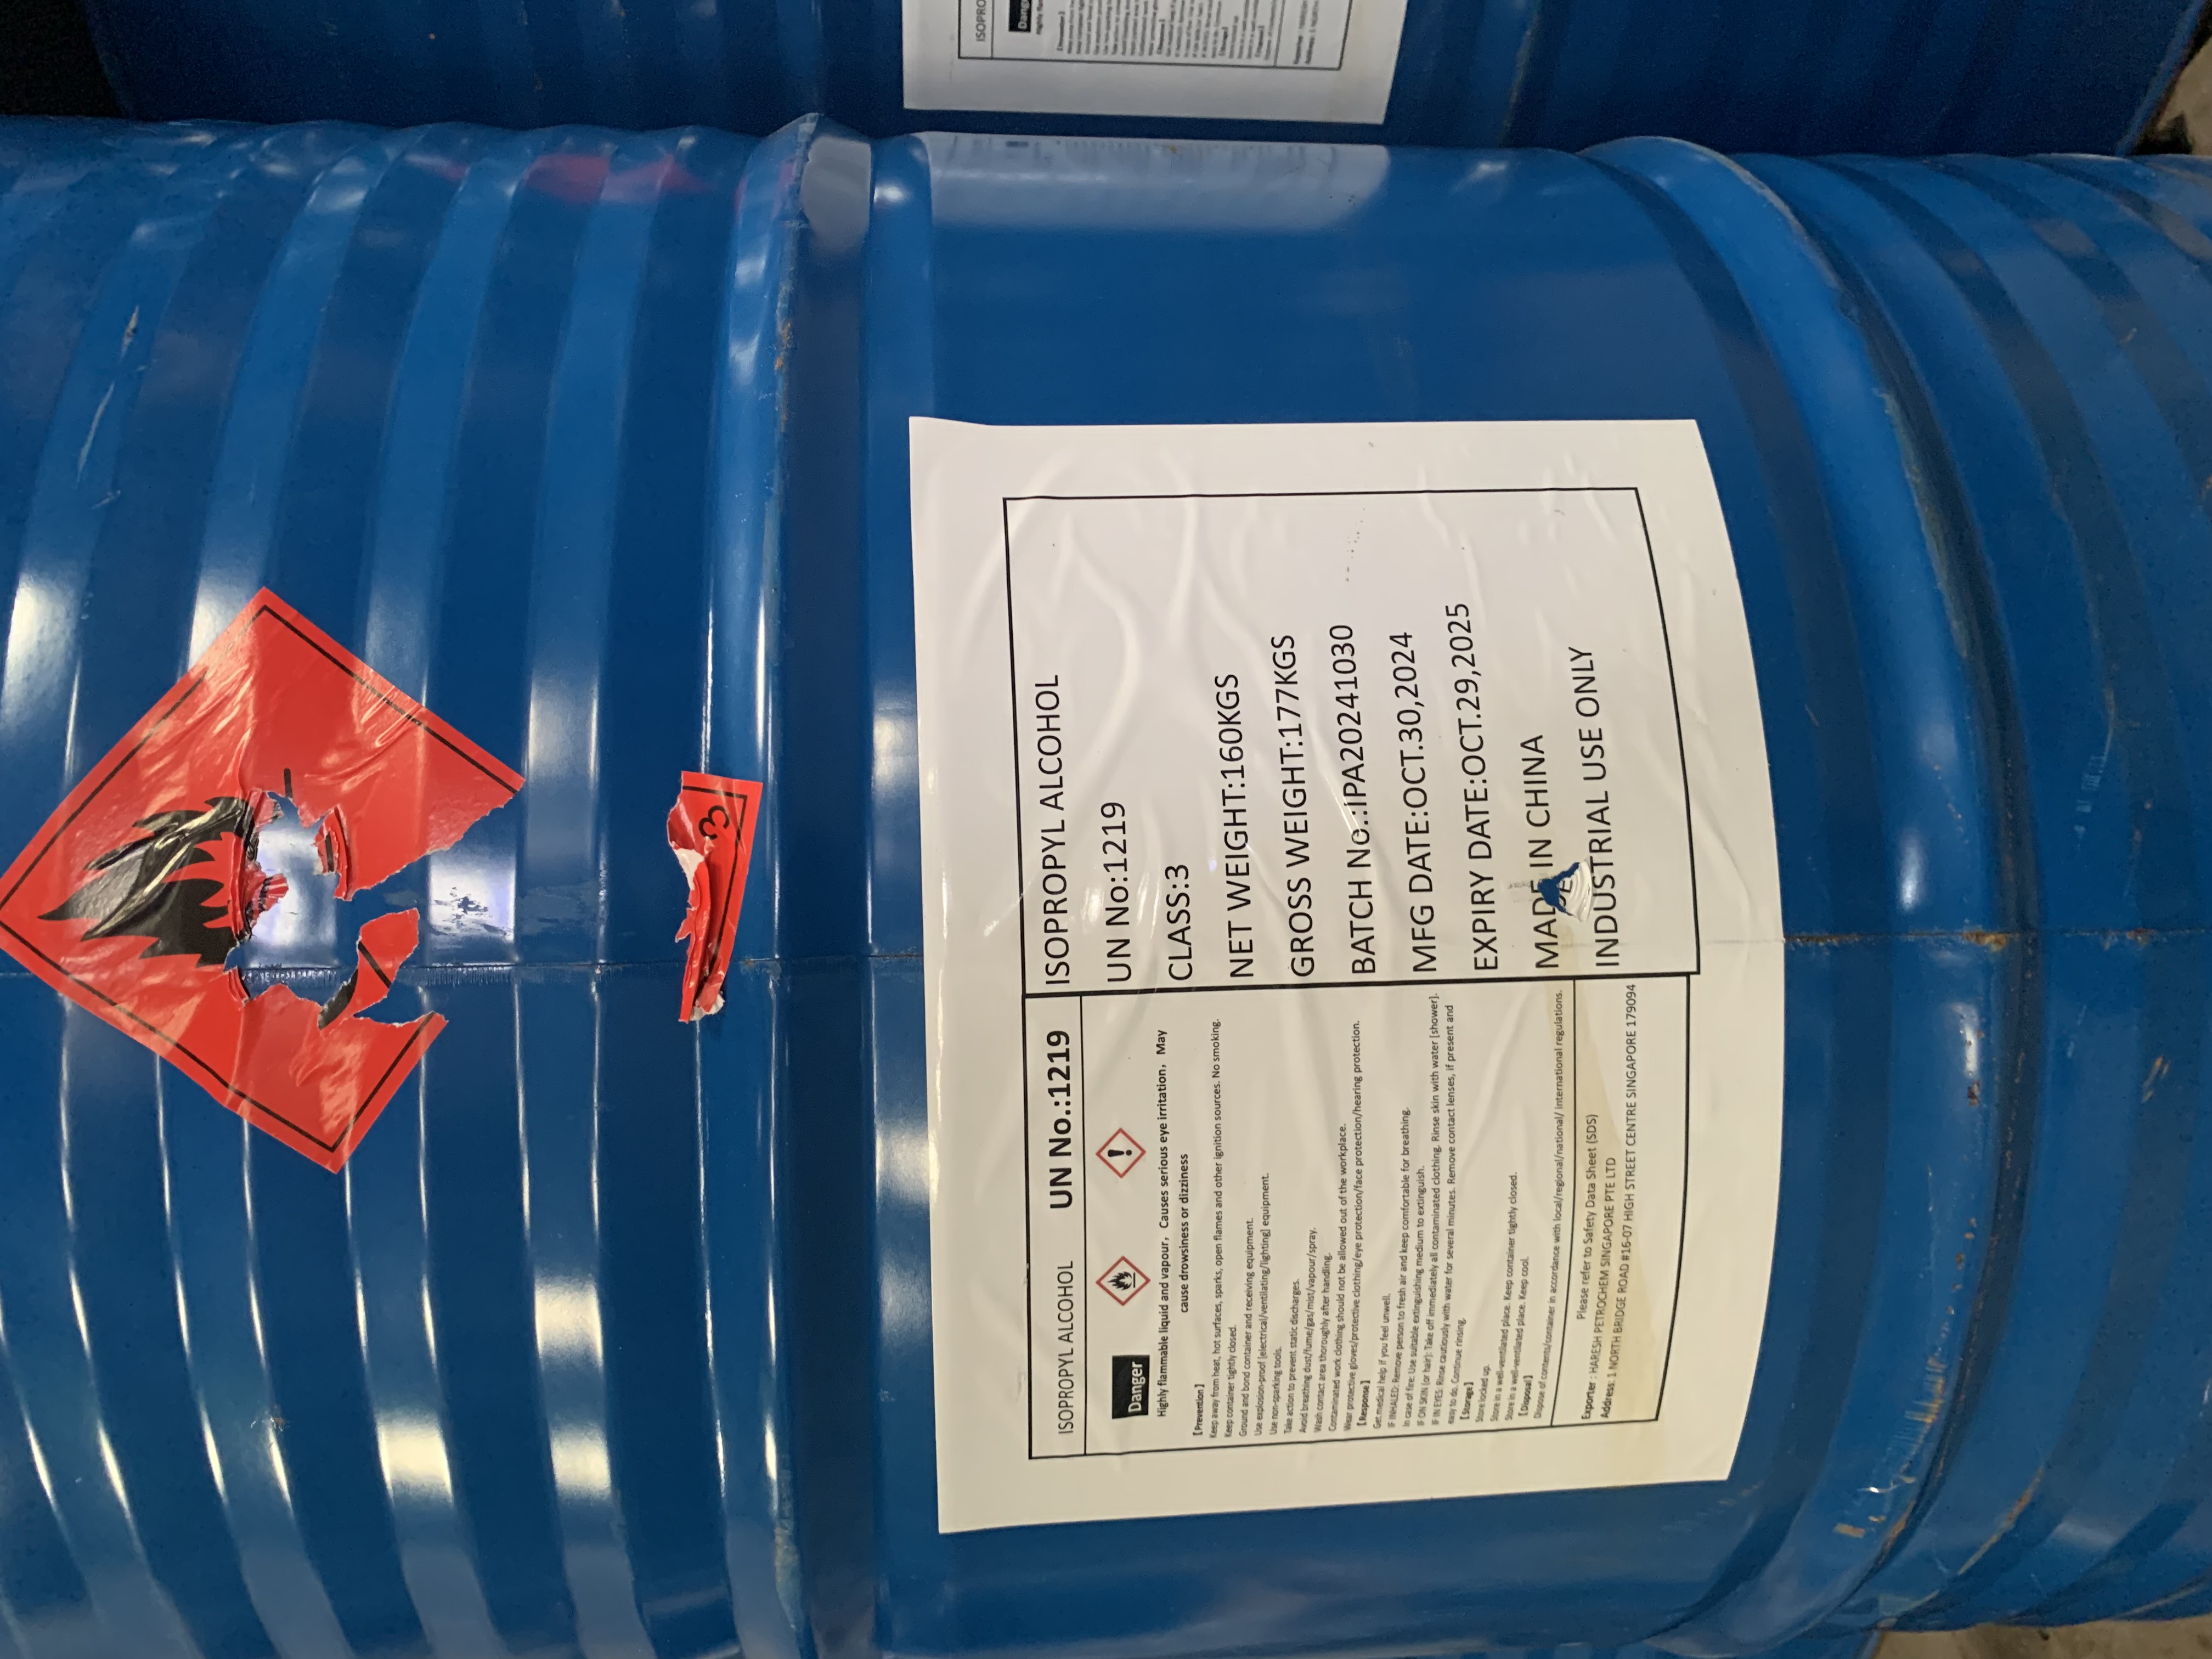 3
ISOPROPYL ALCOHOL UN No.:1219
Danger
Highly flammable liquid and vapour, Causes serious eye irritation, May
cause drowsiness or dizziness
【Prevention】
Keep away from heat, hot surfaces, sparks, open flames and other ignition sources. No smoking.
Keep container tightly closed.
Ground and bond container and receiving equipment.
Use explosion-proof [electrical/ventilating/lighting] equipment.
Use non-sparking tools.
Take action to prevent static discharges.
Avoid breathing dust/fume/gas/mist/vapour/spray.
Wash contact area thoroughly after handling.
Contaminated work clothing should not be allowed out of the workplace.
Wear protective gloves/protective clothing/eye protection/face protection/hearing protection.
【Response】
Get medical help if you feel unwell.
IF INHALED: Remove person to fresh air and keep comfortable for breathing.
In case of fire: Use suitable extinguishing medium to extinguish.
IF ON SKIN (or hair): Take off immediately all contaminated clothing. Rinse skin with water [shower].
IF IN EYES: Rinse cautiously with water for several minutes. Remove contact lenses, if present and
easy to do. Continue rinsing.
【Storage】
Store locked up.
Store in a well-ventilated place. Keep container tightly closed.
Store in a well-ventilated place. Keep cool.
【Disposal】
Dispose of contents/container in accordance with local/regional/national/ international regulations.
Please refer to Safety Data Sheet (SDS)
Exporter : HARESH PETROCHEM SINGAPORE PTE LTD
Address: 1 NORTH BRIDGE ROAD #16-07 HIGH STREET CENTRE SINGAPORE 179094
ISOPROPYL ALCOHOL
UN No:1219
CLASS:3
NET WEIGHT:160KGS
GROSS WEIGHT:177KGS
BATCH No.:IPA20241030
MFG DATE:OCT.30,2024
EXPIRY DATE:OCT.29,2025
MADE IN CHINA
INDUSTRIAL USE ONLY
ISOPRO
Dang